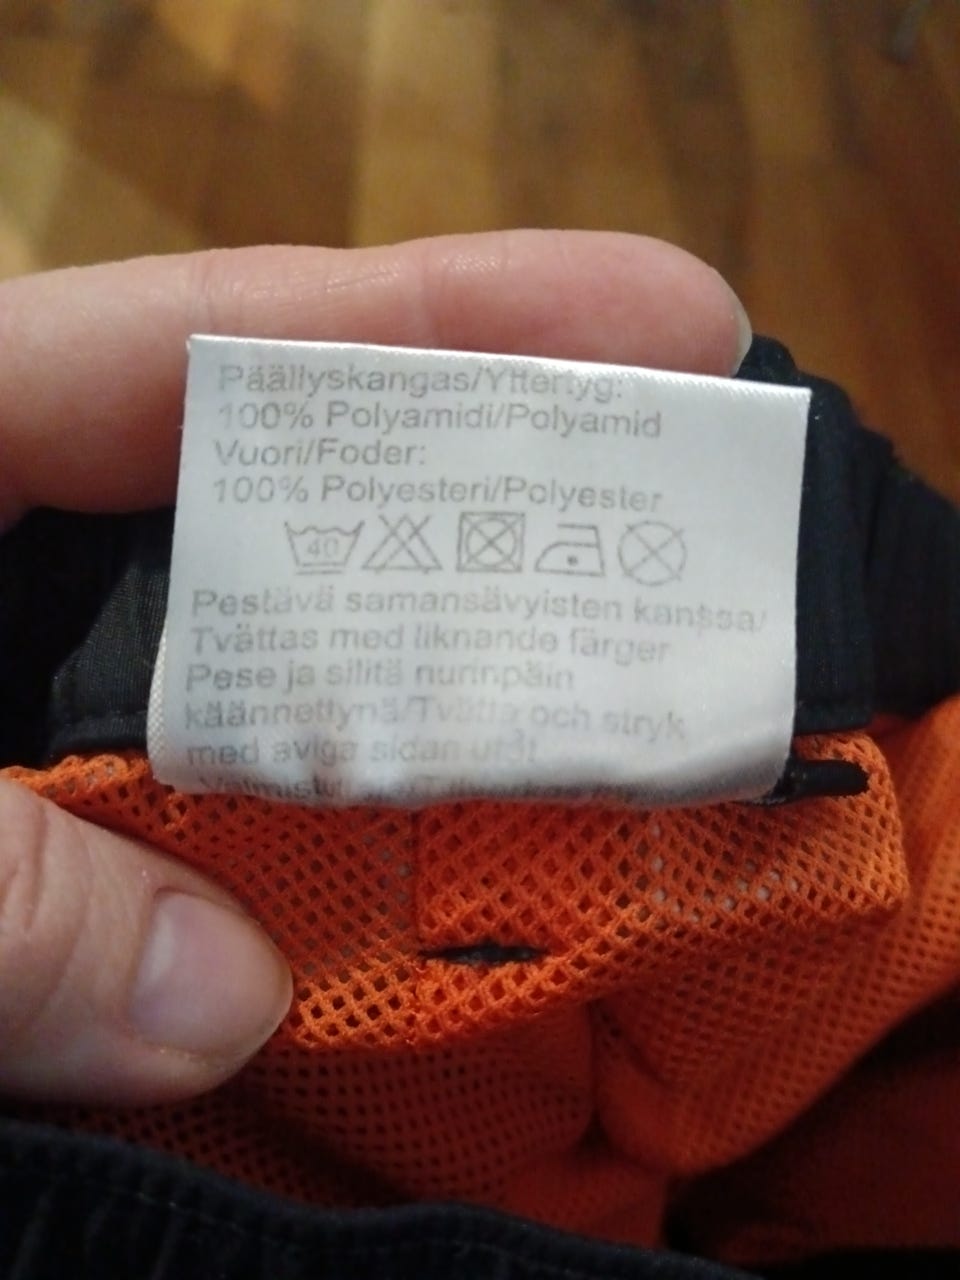 Päällyskangas/Yttertyg:
100% Polyamidi/Polyamid
Vuori/Foder:
100% Polyesteri/Polyester
40
Pestävä samansävyisten kanssa/
Tvättas med liknande färger
Pese ja silitä nurinpäin
käännettynä/Tvätta och stryk
med aviga sidan utåt